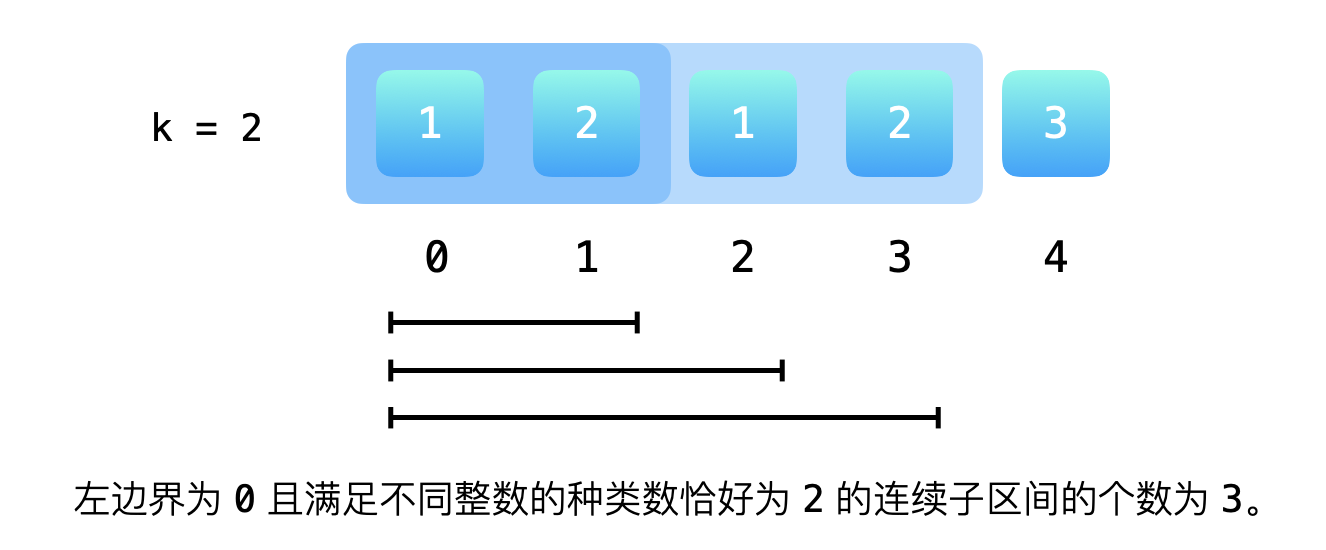 k = 2 1 2 1 2 3
0 1 2 3 4
左边界为 0 且满足不同整数的种类数恰好为 2 的连续子区间的个数为 3。